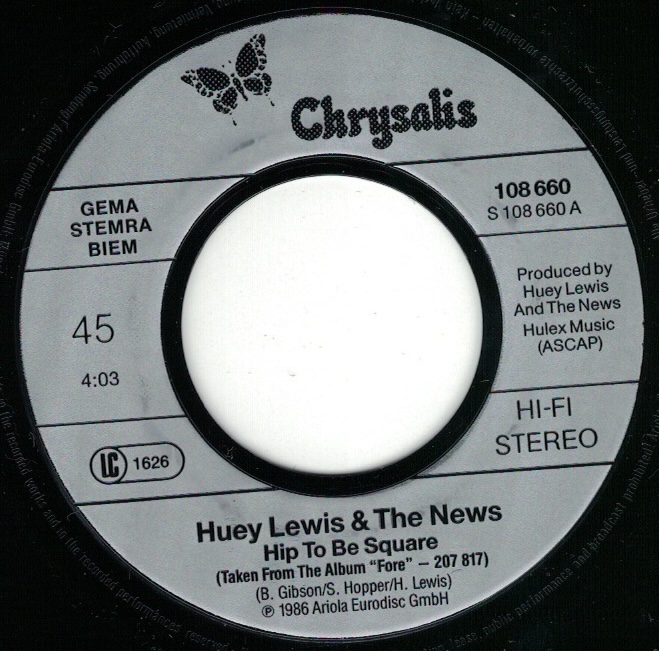 Chrysalis
GEMA
STEMRA
BIEM
108 660
S 108 660 A
45
4:03
Produced by
Huey Lewis
And The News
Hulex Music
(ASCAP)
LC 1626
HI-FI
STEREO
Huey Lewis & The News
Hip To Be Square
(Taken From The Album "Fore" – 207 817)
(B. Gibson/S. Hopper/H. Lewis)
℗ 1986 Ariola Eurodisc GmbH